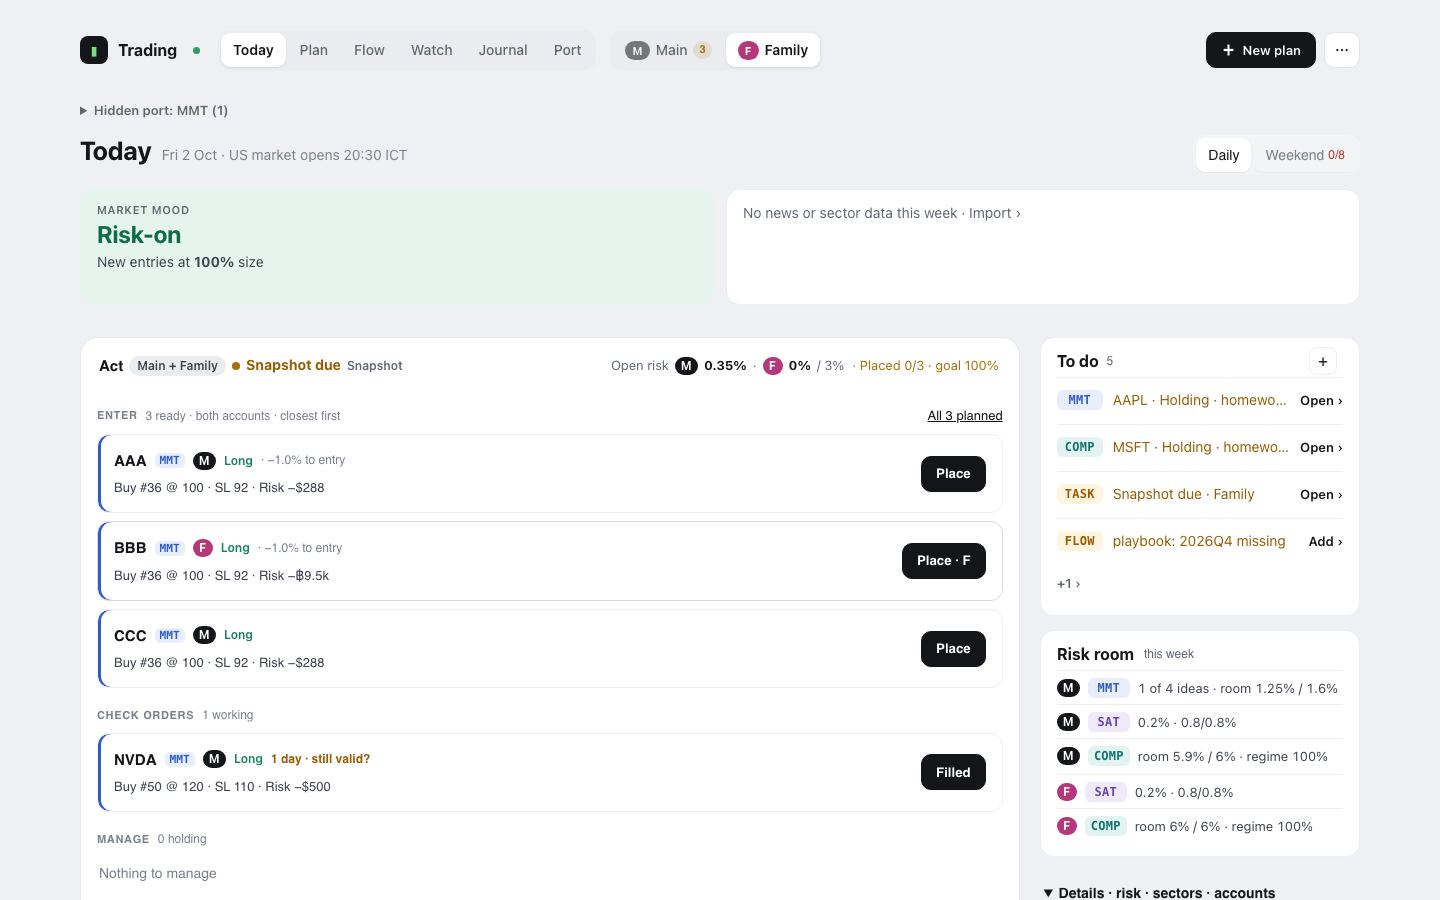 Trading
Today Plan Flow Watch Journal Port
M Main 3 F Family
+ New plan ···
▶ Hidden port: MMT (1)
Today Fri 2 Oct · US market opens 20:30 ICT
Daily Weekend 0/8
MARKET MOOD
Risk-on
New entries at 100% size
No news or sector data this week · Import ›
Act Main + Family ● Snapshot due Snapshot
Open risk M 0.35% · F 0% / 3% · Placed 0/3 · goal 100%
ENTER 3 ready · both accounts · closest first All 3 planned
AAA MMT M Long · −1.0% to entry
Buy #36 @ 100 · SL 92 · Risk −$288
Place
BBB MMT F Long · −1.0% to entry
Buy #36 @ 100 · SL 92 · Risk −฿9.5k
Place · F
CCC MMT M Long
Buy #36 @ 100 · SL 92 · Risk −$288
Place
CHECK ORDERS 1 working
NVDA MMT M Long 1 day · still valid?
Buy #50 @ 120 · SL 110 · Risk −$500
Filled
MANAGE 0 holding
Nothing to manage
To do 5 +
MMT AAPL · Holding · homewo… Open ›
COMP MSFT · Holding · homewo… Open ›
TASK Snapshot due · Family Open ›
FLOW playbook: 2026Q4 missing Add ›
+1 ›
Risk room this week
M MMT 1 of 4 ideas · room 1.25% / 1.6%
M SAT 0.2% · 0.8/0.8%
M COMP room 5.9% / 6% · regime 100%
F SAT 0.2% · 0.8/0.8%
F COMP room 6% / 6% · regime 100%
▼ Details · risk · sectors · accounts